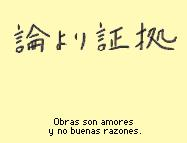 論より証拠
Obras son amores
y no buenas razones.